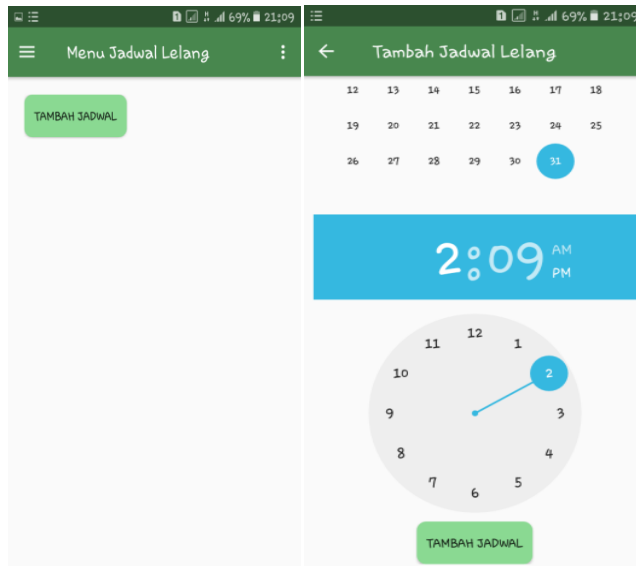 69% 21:09
Menu Jadwal Lelang
TAMBAH JADWAL
69% 21:09
Tambah Jadwal Lelang
12 13 14 15 16 17 18
19 20 21 22 23 24 25
26 27 28 29 30 31
2:09 AM PM
12
11 1
10 2
9 3
8 4
7 5
6
TAMBAH JADWAL